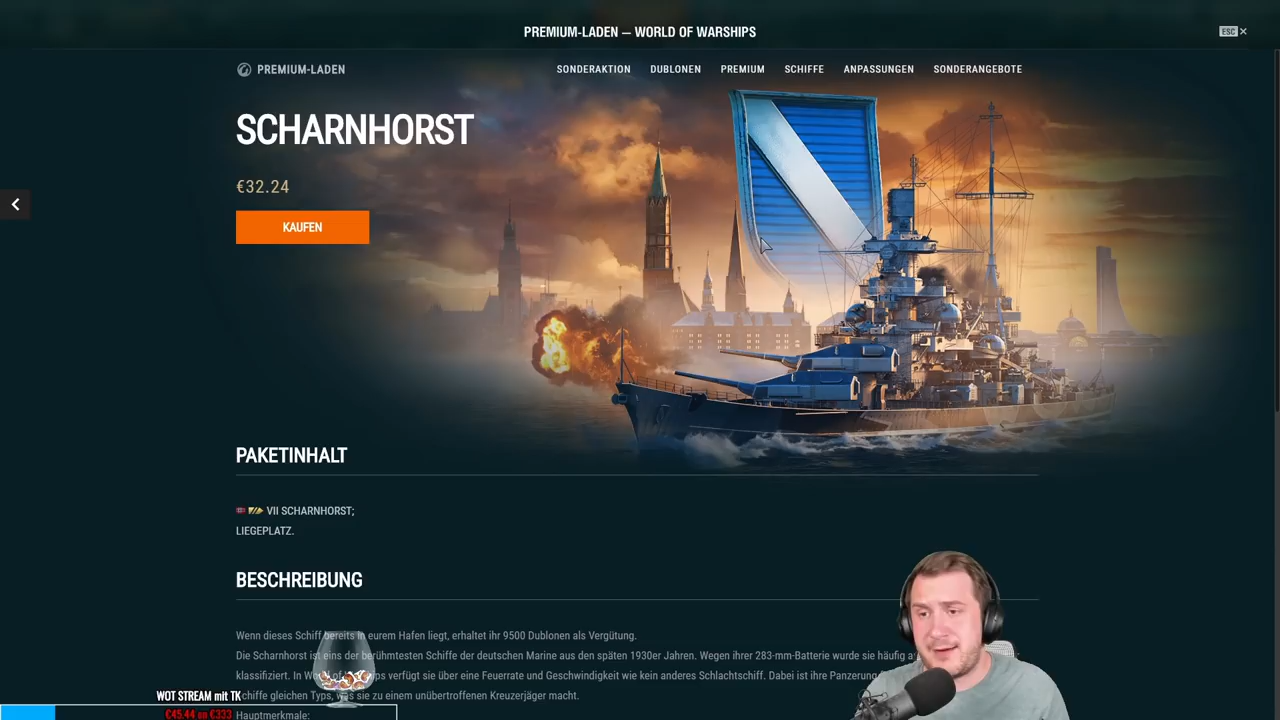 PREMIUM-LADEN – WORLD OF WARSHIPS
ESC
PREMIUM-LADEN
SONDERAKTION
DUBLONEN
PREMIUM
SCHIFFE
ANPASSUNGEN
SONDERANGEBOTE
SCHARNHORST
€32.24
KAUFEN
PAKETINHALT
VII SCHARNHORST;
LIEGEPLATZ.
BESCHREIBUNG
Wenn dieses Schiff bereits in eurem Hafen liegt, erhaltet ihr 9500 Dublonen als Vergütung.
Die Scharnhorst ist eins der berühmtesten Schiffe der deutschen Marine aus den späten 1930er Jahren. Wegen ihrer 283-mm-Batterie wurde sie häufig
klassifiziert. In verfügt sie über eine Feuerrate und Geschwindigkeit wie kein anderes Schlachtschiff. Dabei ist ihre Panzerung
Schiffe gleichen Typs, was sie zu einem unübertroffenen Kreuzerjäger macht.
Hauptmerkmale:
WOT STREAM mit TK
€45.44 an €333